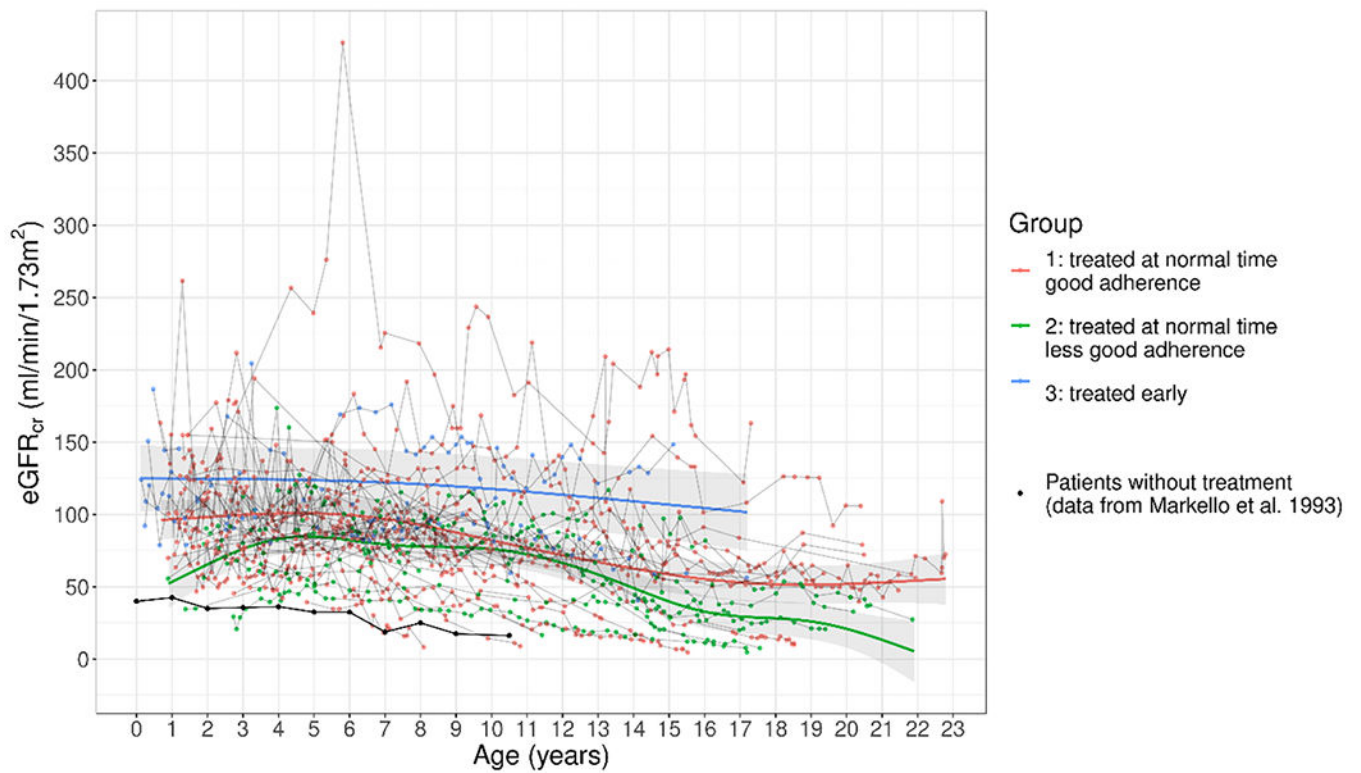 400
350
300
250
200
150
100
50
0
eGFRcr (ml/min/1.73m²)
0 1 2 3 4 5 6 7 8 9 10 11 12 13 14 15 16 17 18 19 20 21 22 23
Age (years)
Group
1: treated at normal time
good adherence
2: treated at normal time
less good adherence
3: treated early
Patients without treatment
(data from Markello et al. 1993)